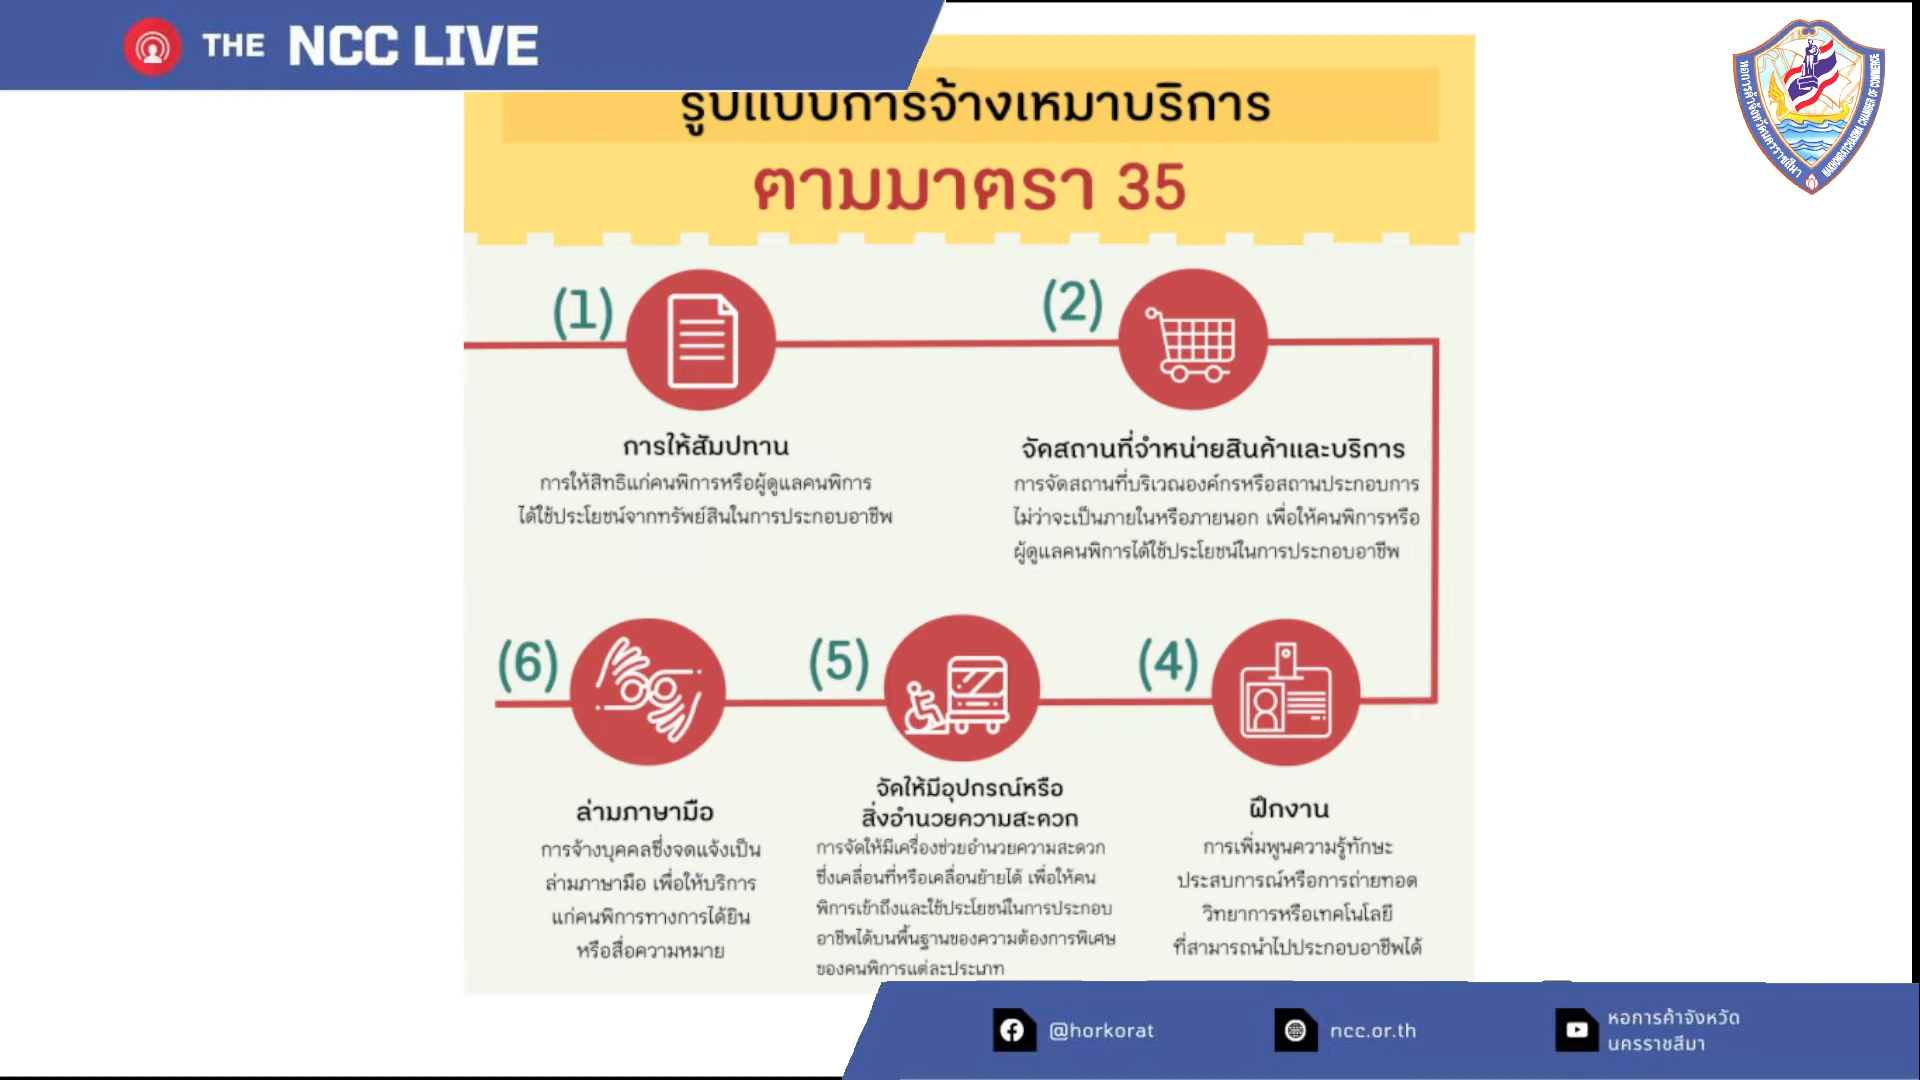 THE NCC LIVE
หอการค้าจังหวัดนครราชสีมา
NAKHONRATCHASIMA CHAMBER OF COMMERCE
รูปแบบการจ้างเหมาบริการ
ตามมาตรา 35
(1)
(2)
การให้สัมปทาน
การให้สิทธิแก่คนพิการหรือผู้ดูแลคนพิการ
ได้ใช้ประโยชน์จากทรัพย์สินในการประกอบอาชีพ
จัดสถานที่จำหน่ายสินค้าและบริการ
การจัดสถานที่บริเวณองค์กรหรือสถานประกอบการ
ไม่ว่าจะเป็นภายในหรือภายนอก เพื่อให้คนพิการหรือ
ผู้ดูแลคนพิการได้ใช้ประโยชน์ในการประกอบอาชีพ
(6)
(5)
(4)
ล่ามภาษามือ
การจ้างบุคคลซึ่งจดแจ้งเป็น
ล่ามภาษามือ เพื่อให้บริการ
แก่คนพิการทางการได้ยิน
หรือสื่อความหมาย
จัดให้มีอุปกรณ์หรือ
สิ่งอำนวยความสะควก
การจัดให้มีเครื่องช่วยอำนวยความสะดวก
ซึ่งเคลื่อนที่หรือเคลื่อนย้ายได้ เพื่อให้คน
พิการเข้าถึงและใช้ประโยชน์ในการประกอบ
อาชีพได้บนพื้นฐานของความต้องการพิเศษ
ของคนพิการแต่ละประเภท
ฝึกงาน
การเพิ่มพูนความรู้ทักษะ
ประสบการณ์หรือการถ่ายทอด
วิทยาการหรือเทคโนโลยี
ที่สามารถนำไปประกอบอาชีพได้
@horkorat
ncc.or.th
หอการค้าจังหวัด
นครราชสีมา